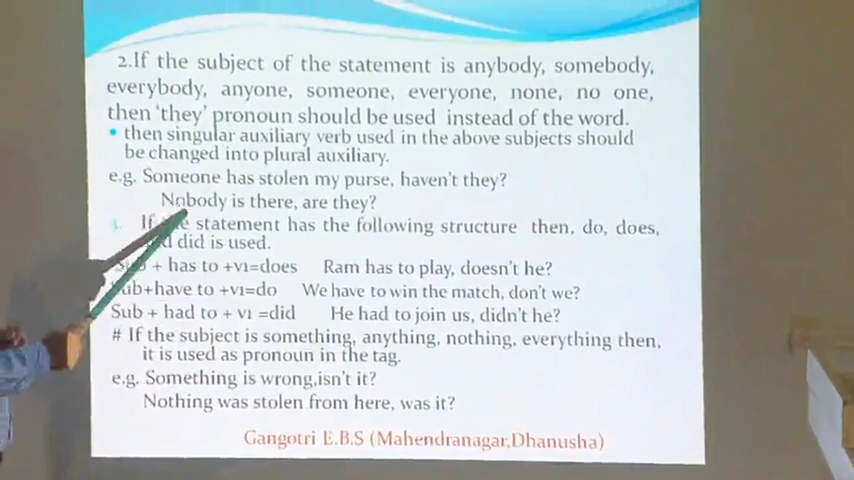 2.If the subject of the statement is anybody, somebody,
everybody, anyone, someone, everyone, none, no one,
then 'they' pronoun should be used instead of the word.
• then singular auxiliary verb used in the above subjects should
be changed into plural auxiliary.
e.g. Someone has stolen my purse, haven't they?
Nobody is there, are they?
3. If the statement has the following structure then, do, does,
did is used.
Sub + has to +v1=does Ram has to play, doesn't he?
Sub+have to +v1=do We have to win the match, don't we?
Sub + had to + v1 =did He had to join us, didn't he?
# If the subject is something, anything, nothing, everything then,
it is used as pronoun in the tag.
e.g. Something is wrong,isn't it?
Nothing was stolen from here, was it?
Gangotri E.B.S (Mahendranagar,Dhanusha)